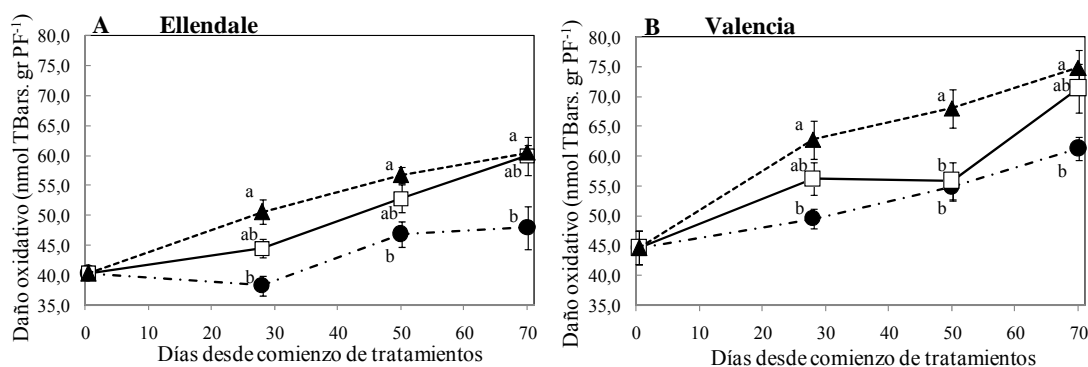 A Ellendale
Daño oxidativo (nmol TBars. gr PF⁻¹)
80,0
75,0
70,0
65,0
60,0
55,0
50,0
45,0
40,0
35,0
a
a
a
ab
ab
ab
b
b
b
0 10 20 30 40 50 60 70
Días desde comienzo de tratamientos
B Valencia
Daño oxidativo (nmol TBars. gr PF⁻¹)
80,0
75,0
70,0
65,0
60,0
55,0
50,0
45,0
40,0
35,0
a
a
a
ab
b
ab
b
b
b
0 10 20 30 40 50 60 70
Días desde comienzo de tratamientos